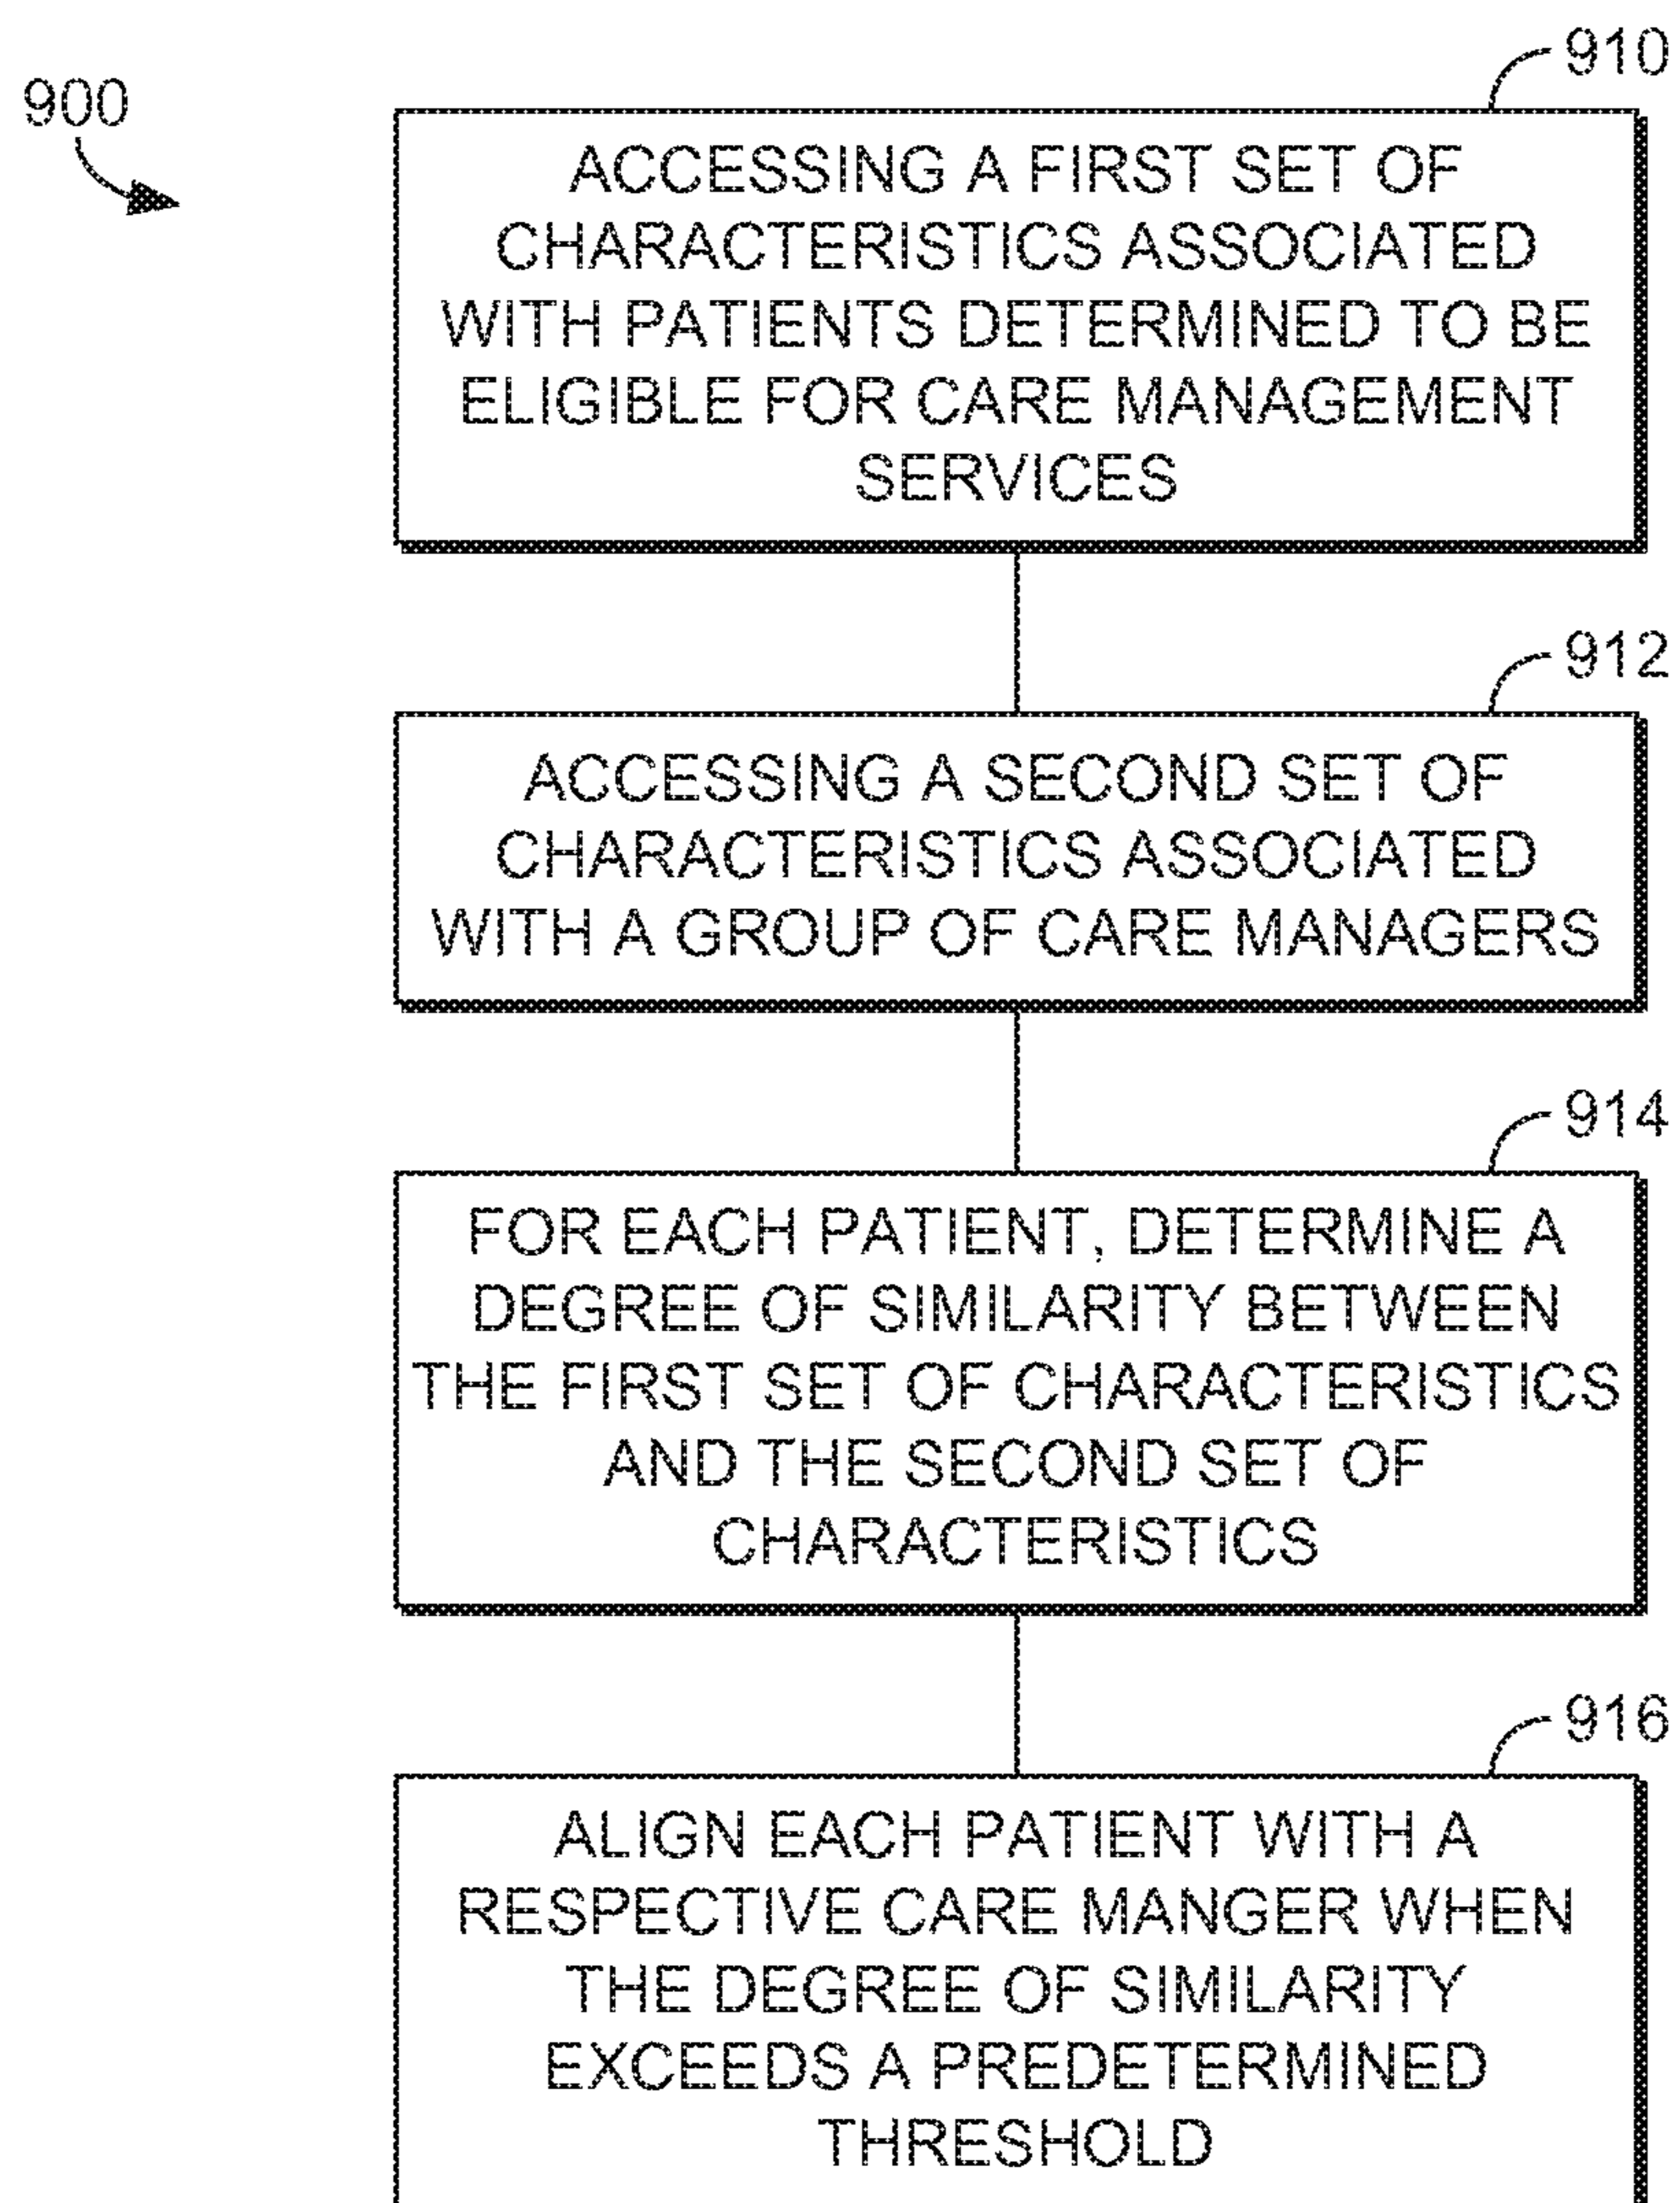 900
910
ACCESSING A FIRST SET OF
CHARACTERISTICS ASSOCIATED
WITH PATIENTS DETERMINED TO BE
ELIGIBLE FOR CARE MANAGEMENT
SERVICES
912
ACCESSING A SECOND SET OF
CHARACTERISTICS ASSOCIATED
WITH A GROUP OF CARE MANAGERS
914
FOR EACH PATIENT, DETERMINE A
DEGREE OF SIMILARITY BETWEEN
THE FIRST SET OF CHARACTERISTICS
AND THE SECOND SET OF
CHARACTERISTICS
916
ALIGN EACH PATIENT WITH A
RESPECTIVE CARE MANGER WHEN
THE DEGREE OF SIMILARITY
EXCEEDS A PREDETERMINED
THRESHOLD